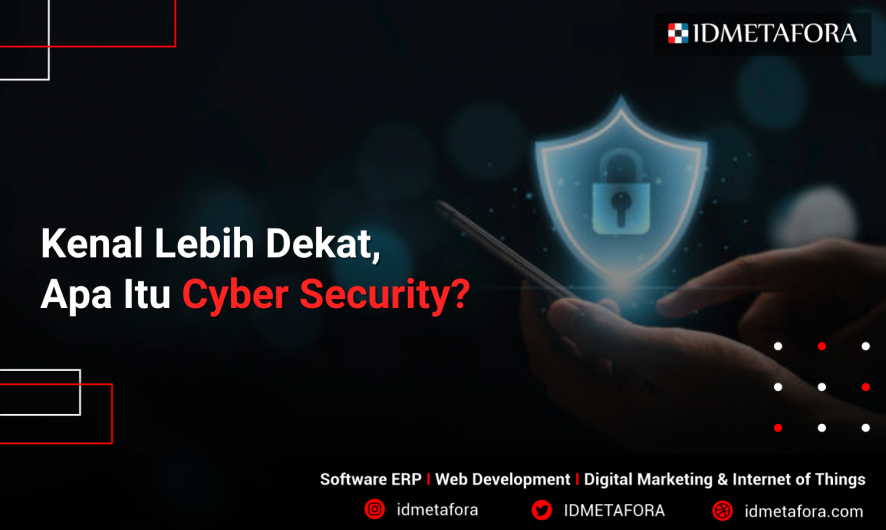 IDMETAFORA
Kenal Lebih Dekat,
Apa Itu Cyber Security?
Software ERP | Web Development | Digital Marketing & Internet of Things
idmetafora IDMETAFORA idmetafora.com